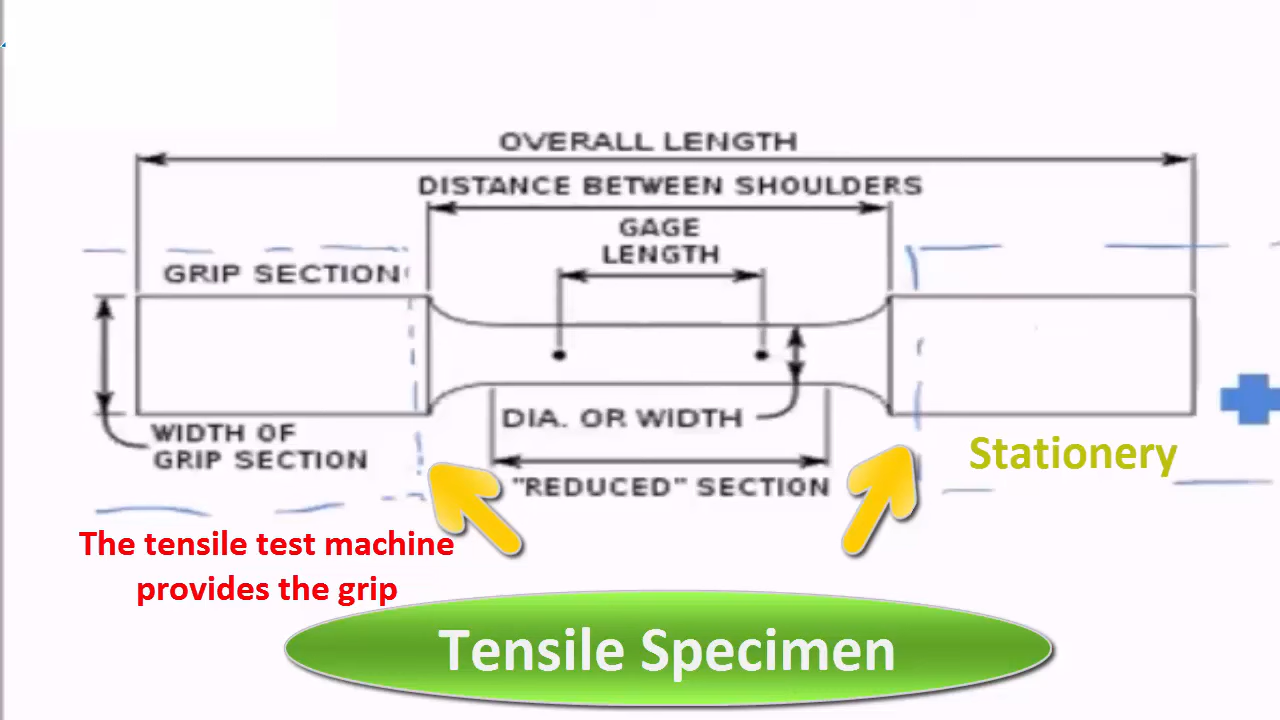 OVERALL LENGTH
DISTANCE BETWEEN SHOULDERS
GAGE
LENGTH
GRIP SECTION
DIA. OR WIDTH
WIDTH OF
GRIP SECTION
"REDUCED" SECTION
Stationery
The tensile test machine
provides the grip
Tensile Specimen